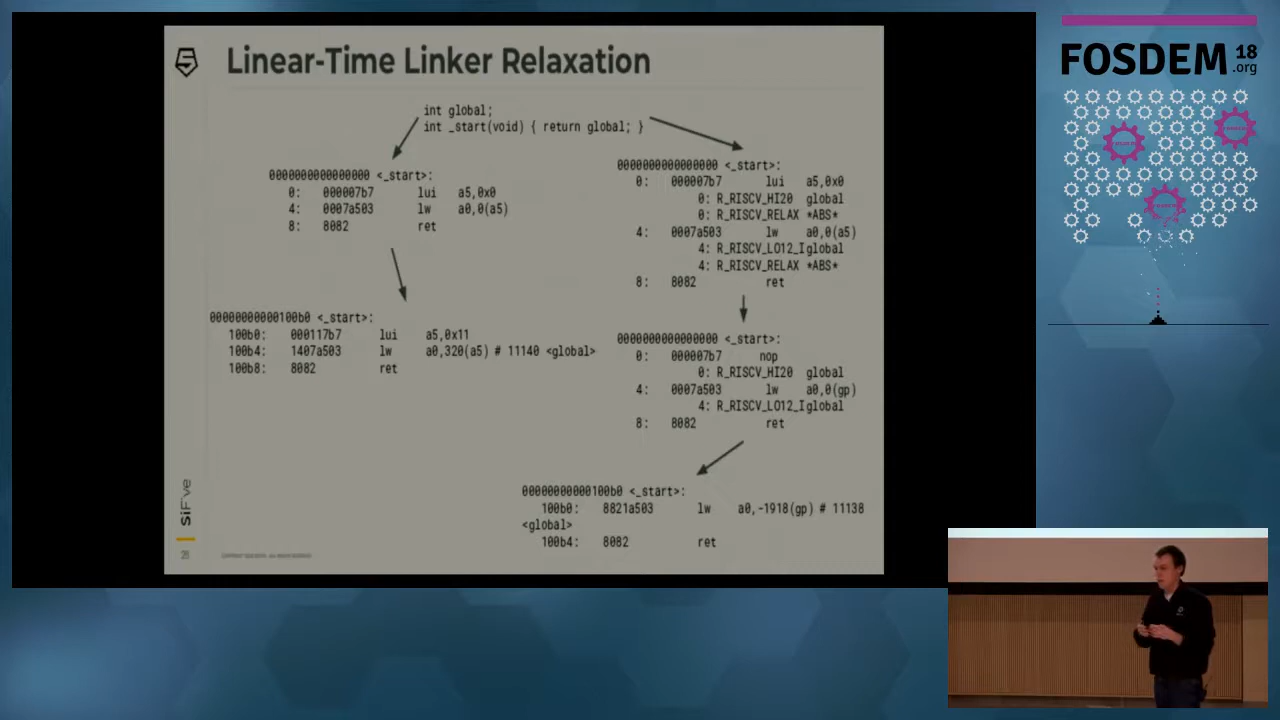 Linear-Time Linker Relaxation
int global;
int _start(void) { return global; }
0000000000000000 <_start>:
0: 000007b7 lui a5,0x0
4: 0007a503 lw a0,0(a5)
8: 8082 ret
00000000000100b0 <_start>:
100b0: 000117b7 lui a5,0x11
100b4: 1407a503 lw a0,320(a5) # 11140 <global>
100b8: 8082 ret
0000000000000000 <_start>:
0: 000007b7 lui a5,0x0
0: R_RISCV_HI20 global
0: R_RISCV_RELAX *ABS*
4: 0007a503 lw a0,0(a5)
4: R_RISCV_LO12_I global
4: R_RISCV_RELAX *ABS*
8: 8082 ret
0000000000000000 <_start>:
0: 000007b7 nop
0: R_RISCV_HI20 global
4: 0007a503 lw a0,0(gp)
4: R_RISCV_LO12_I global
8: 8082 ret
00000000000100b0 <_start>:
100b0: 8821a503 lw a0,-1918(gp) # 11138
<global>
100b4: 8082 ret
SiFive
FOSDEM 18
.org